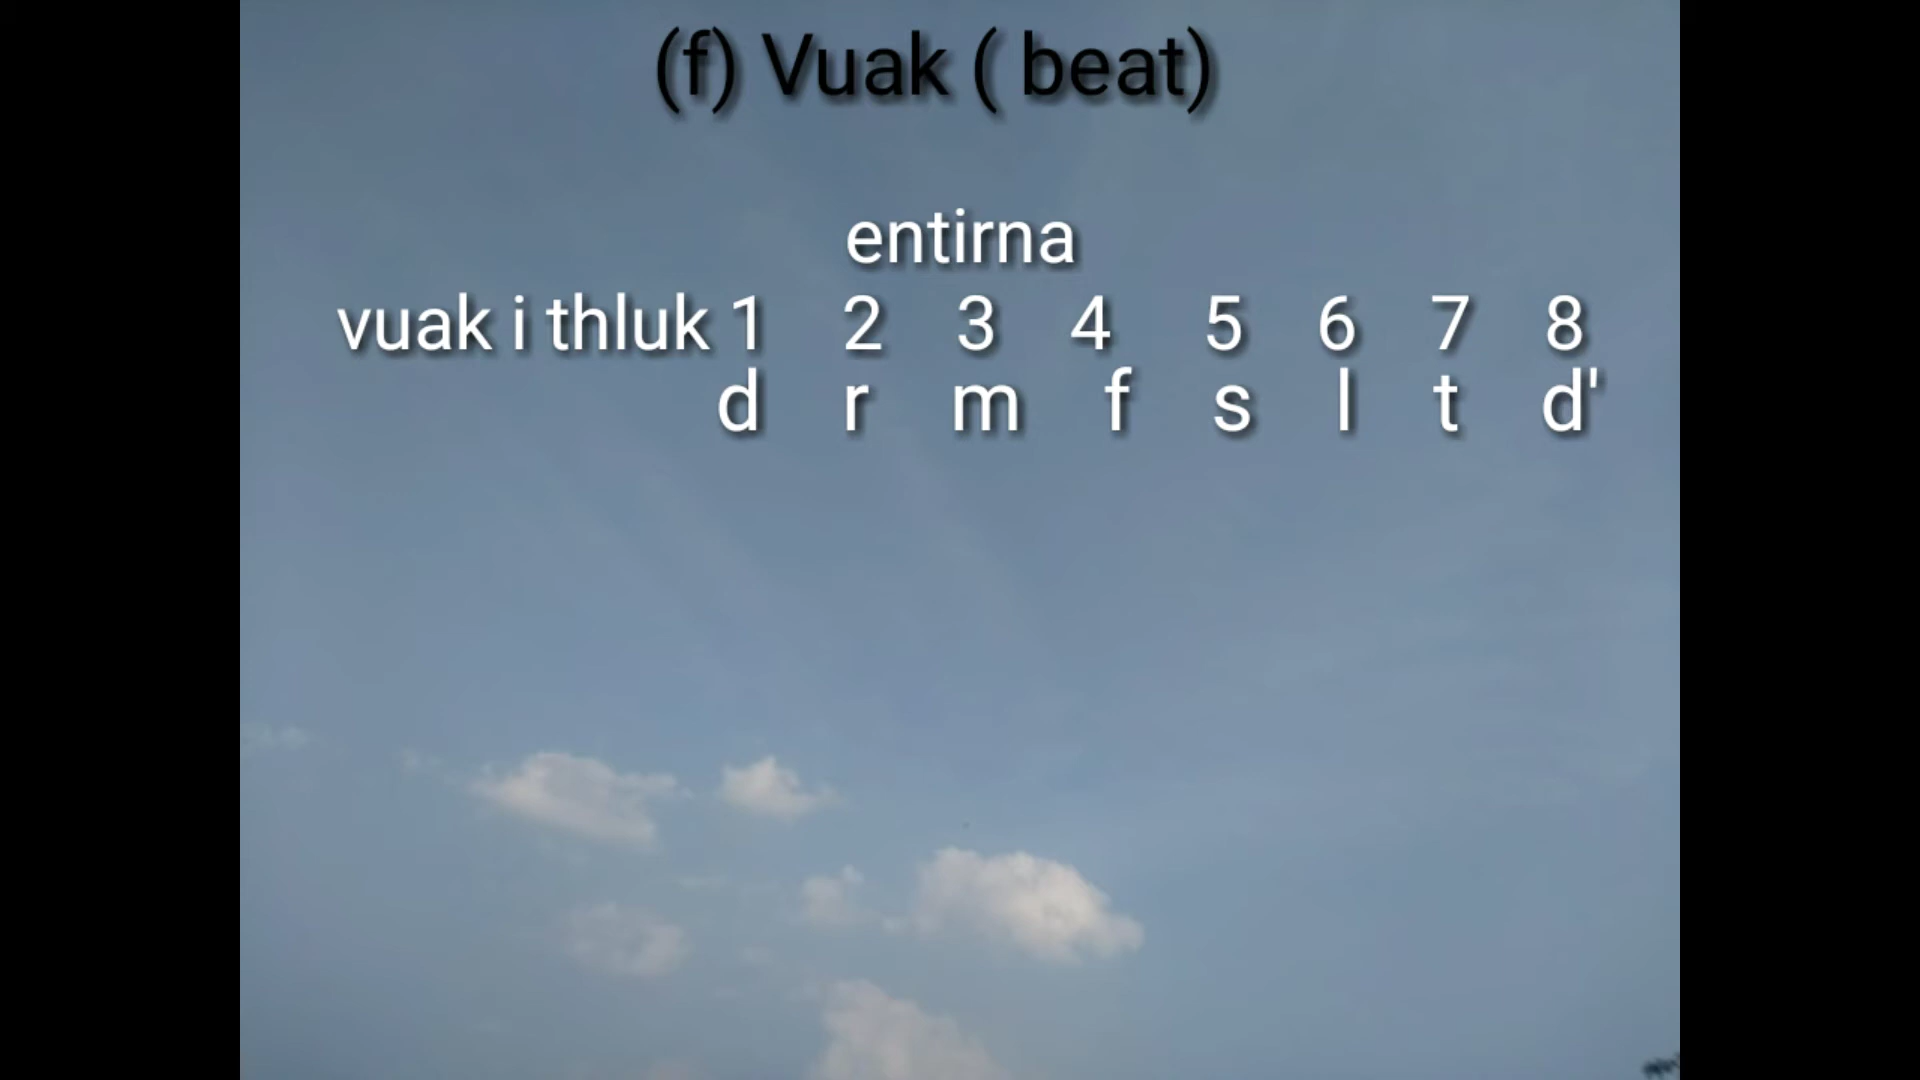 (f) Vuak ( beat)
entirna
vuak i thluk 1 2 3 4 5 6 7 8
d r m f s l t d'